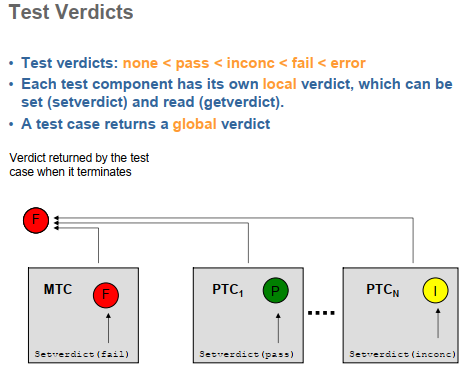 Test Verdicts
• Test verdicts: none < pass < inconc < fail < error
• Each test component has its own local verdict, which can be
set (setverdict) and read (getverdict).
• A test case returns a global verdict
Verdict returned by the test
case when it terminates
F
MTC
F
Setverdict(fail)
PTC1
P
Setverdict(pass)
PTCN
I
Setverdict(inconc)